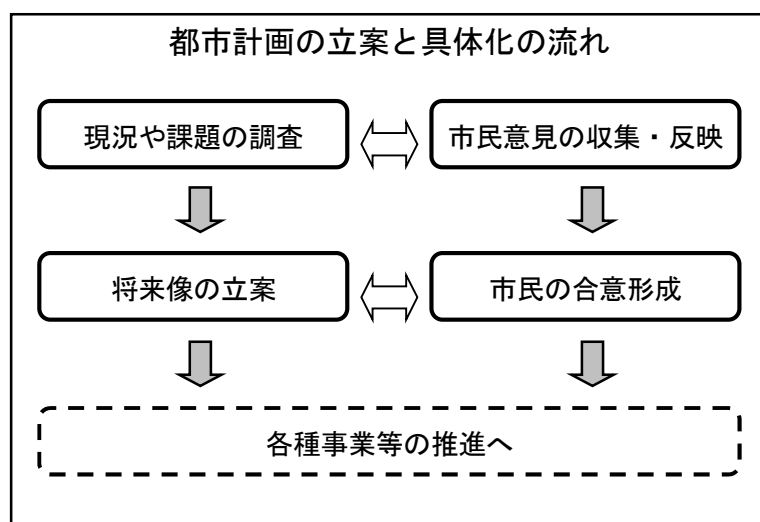 都市計画の立案と具体化の流れ
現況や課題の調査
市民意見の収集・反映
将来像の立案
市民の合意形成
各種事業等の推進へ